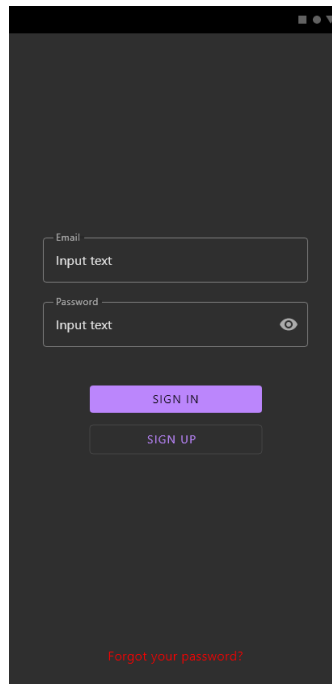 Email
Input text
Password
Input text
SIGN IN
SIGN UP
Forgot your password?